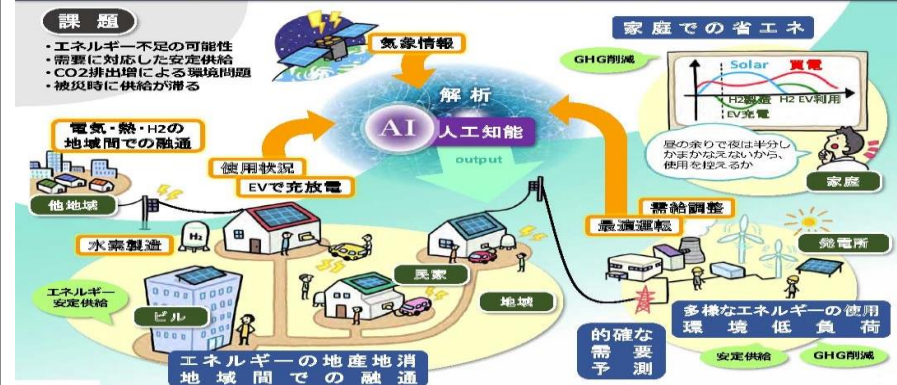 課題
・エネルギー不足の可能性
・需要に対応した安定供給
・CO2排出増による環境問題
・被災時に供給が滞る
気象情報
家庭での省エネ
GHG削減
Solar
買電
H2製造
H2 EV利用
EV充電
昼の余りで夜は半分し
かまかなえないから、
使用を控えるか
家庭
解析
AI
人工知能
output
電気・熱・H2の
地域間での融通
他地域
使用状況
EVで充放電
水素製造
H2
需給調整
最適運転
発電所
民家
地域
エネルギー
安定供給
ビル
エネルギーの地産地消
地域間での融通
的確な
需要
予測
多様なエネルギーの使用
環境低負荷
安定供給
GHG削減